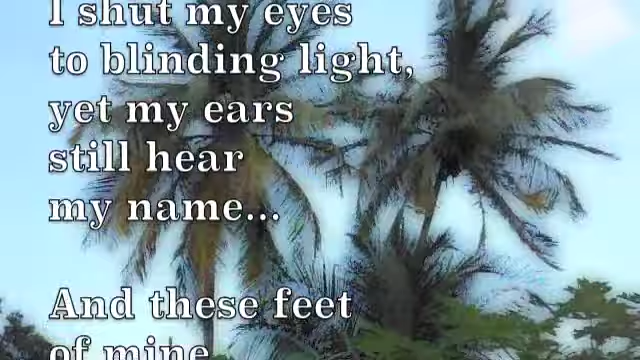 I shut my eyes
to blinding light,
yet my ears
still hear
my name...
And these feet
of mine